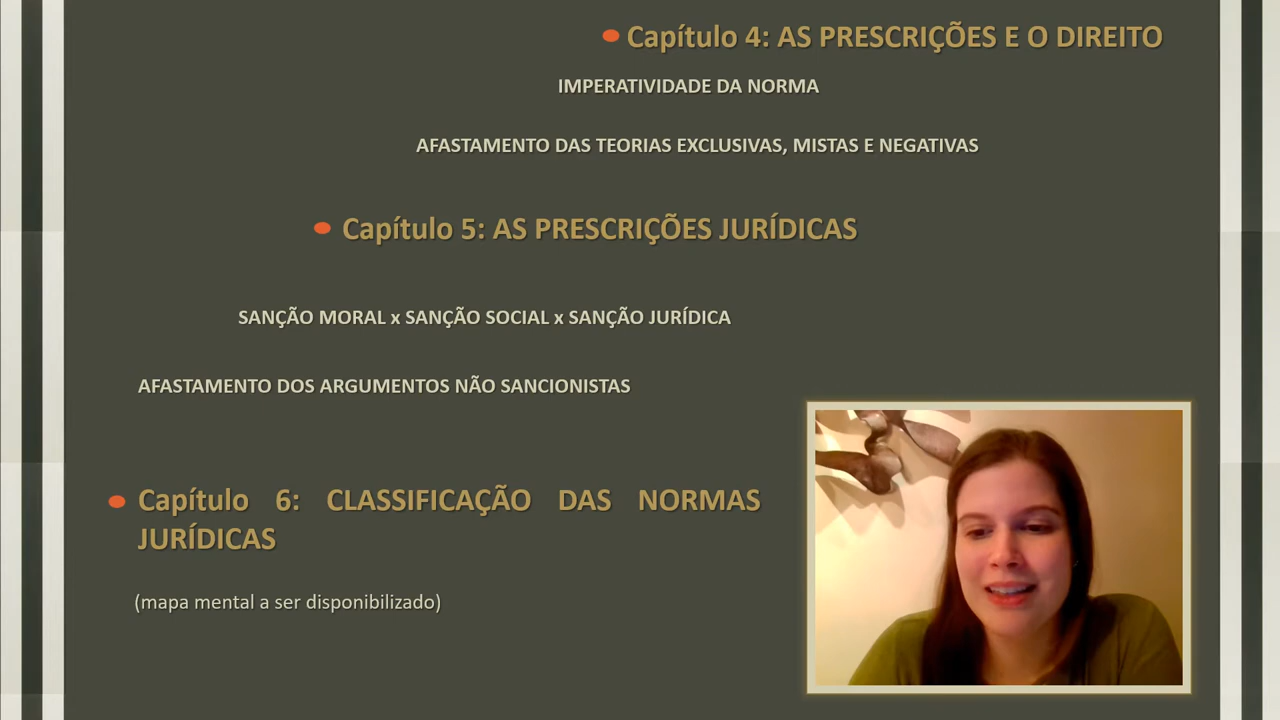 Capítulo 4: AS PRESCRIÇÕES E O DIREITO
IMPERATIVIDADE DA NORMA
AFASTAMENTO DAS TEORIAS EXCLUSIVAS, MISTAS E NEGATIVAS
Capítulo 5: AS PRESCRIÇÕES JURÍDICAS
SANÇÃO MORAL x SANÇÃO SOCIAL x SANÇÃO JURÍDICA
AFASTAMENTO DOS ARGUMENTOS NÃO SANCIONISTAS
Capítulo 6: CLASSIFICAÇÃO DAS NORMAS
JURÍDICAS
(mapa mental a ser disponibilizado)